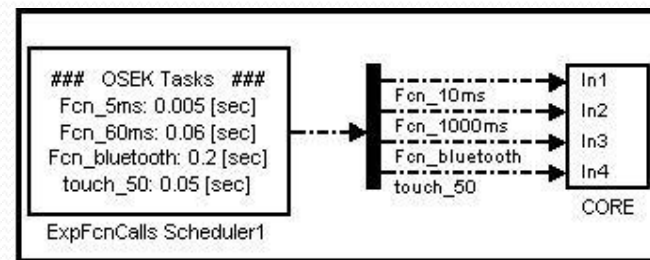 ### OSEK Tasks ###
Fcn_5ms: 0.005 [sec]
Fcn_60ms: 0.06 [sec]
Fcn_bluetooth: 0.2 [sec]
touch_50: 0.05 [sec]
ExpFcnCalls Scheduler1
Fcn_10ms
Fcn_1000ms
Fcn_bluetooth
touch_50
In1
In2
In3
In4
CORE